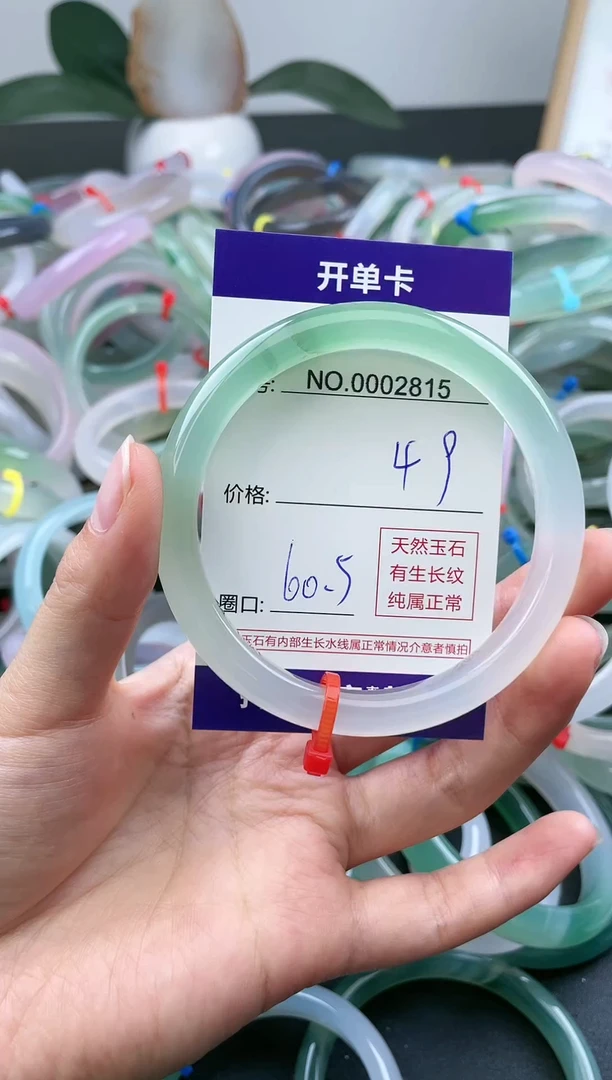 开单卡
号: NO.0002815
价格: 49
天然玉石
有生长纹
纯属正常
圈口: 60.5
玉石有内部生长水线属正常情况介意者慎拍